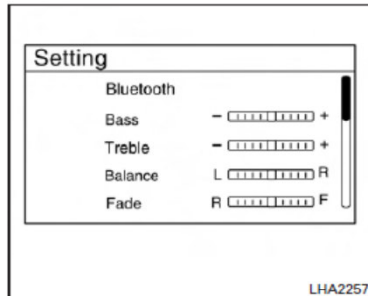 Setting
Bluetooth
Bass - +
Treble - +
Balance L R
Fade R F
LHA2257